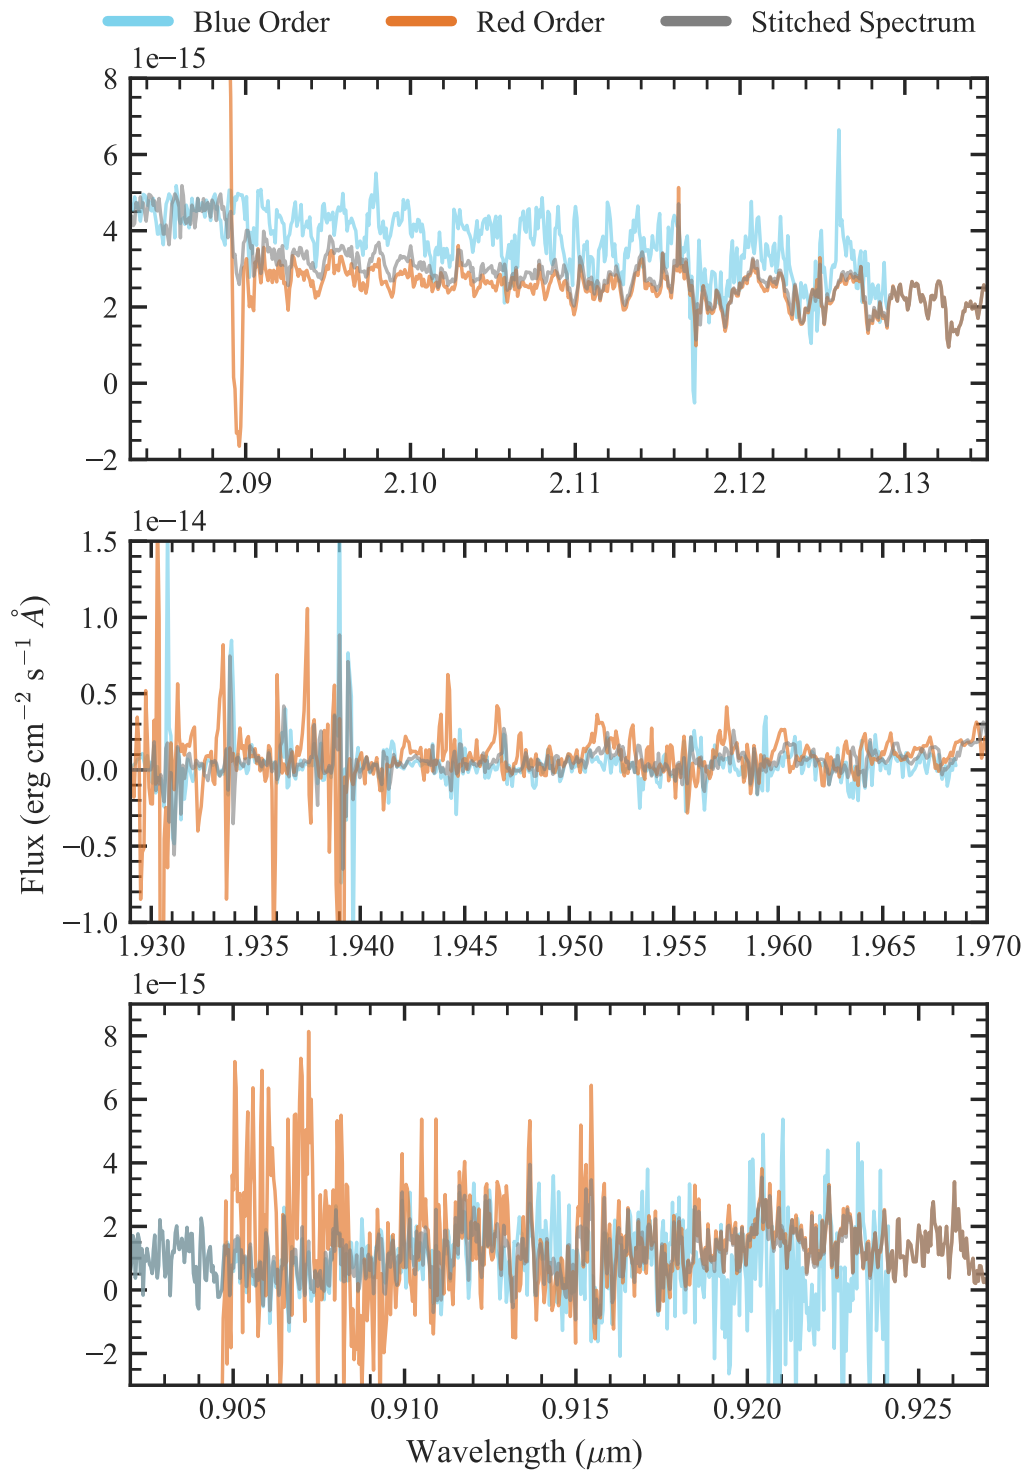 Blue Order Red Order Stitched Spectrum
1e−15
8
6
4
2
0
−2
2.09 2.10 2.11 2.12 2.13
1e−14
1.5
1.0
0.5
0.0
−0.5
−1.0
1.930 1.935 1.940 1.945 1.950 1.955 1.960 1.965 1.970
Flux (erg cm⁻² s⁻¹ Å)
1e−15
8
6
4
2
0
−2
0.905 0.910 0.915 0.920 0.925
Wavelength (μm)